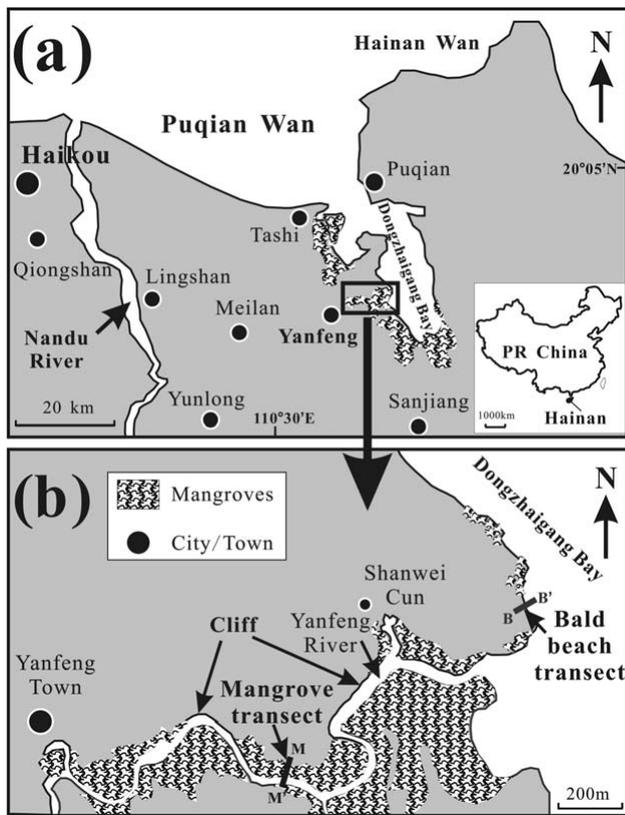 (a)
Hainan Wan
N
Puqian Wan
Haikou
Puqian
20°05'N
Tashi
Dongzhaigang Bay
Qiongshan
Lingshan
Meilan
Yanfeng
Nandu
River
PR China
1000km
Hainan
20 km
Yunlong
110°30'E
Sanjiang
(b)
Mangroves
City/Town
Dongzhaigang Bay
N
Shanwei
Cun
B B'
Cliff
Yanfeng
River
Bald
beach
transect
Yanfeng
Town
Mangrove
transect
M
M'
200m